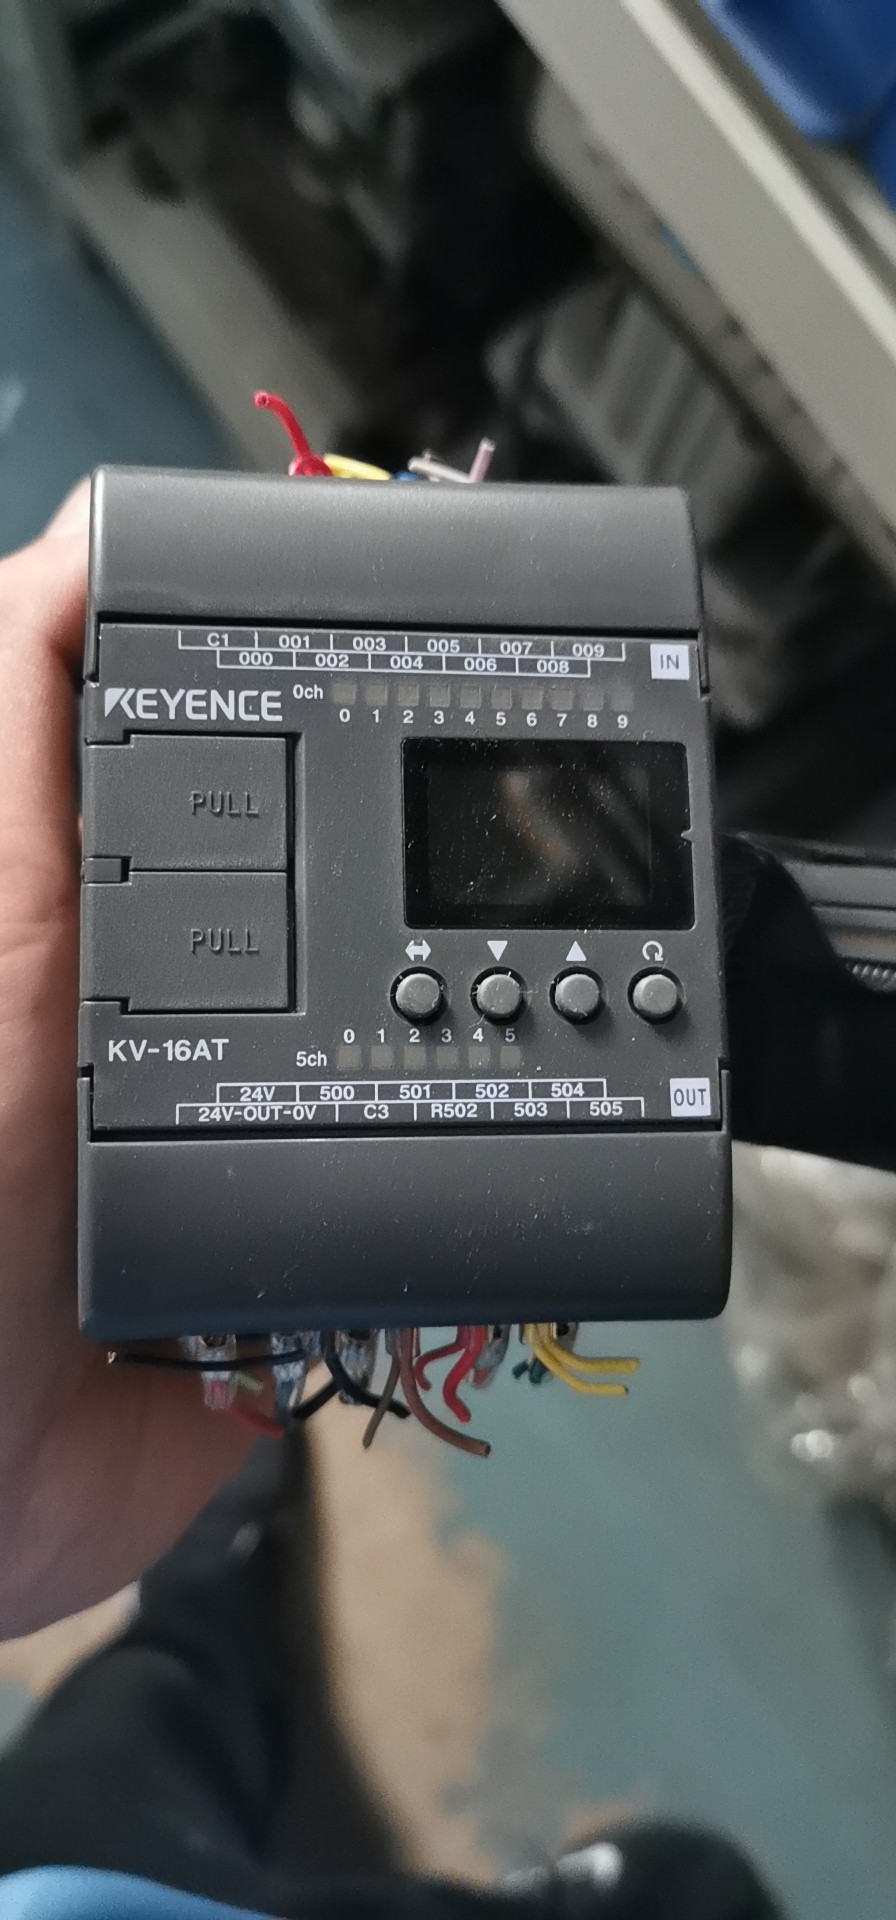 C1 001 003 005 007 009
000 002 004 006 008
IN
KEYENCE
0ch
0 1 2 3 4 5 6 7 8 9
PULL
PULL
KV-16AT
0 1 2 3 4 5
5ch
24V 500 501 502 504
24V-OUT-0V C3 R502 503 505
OUT